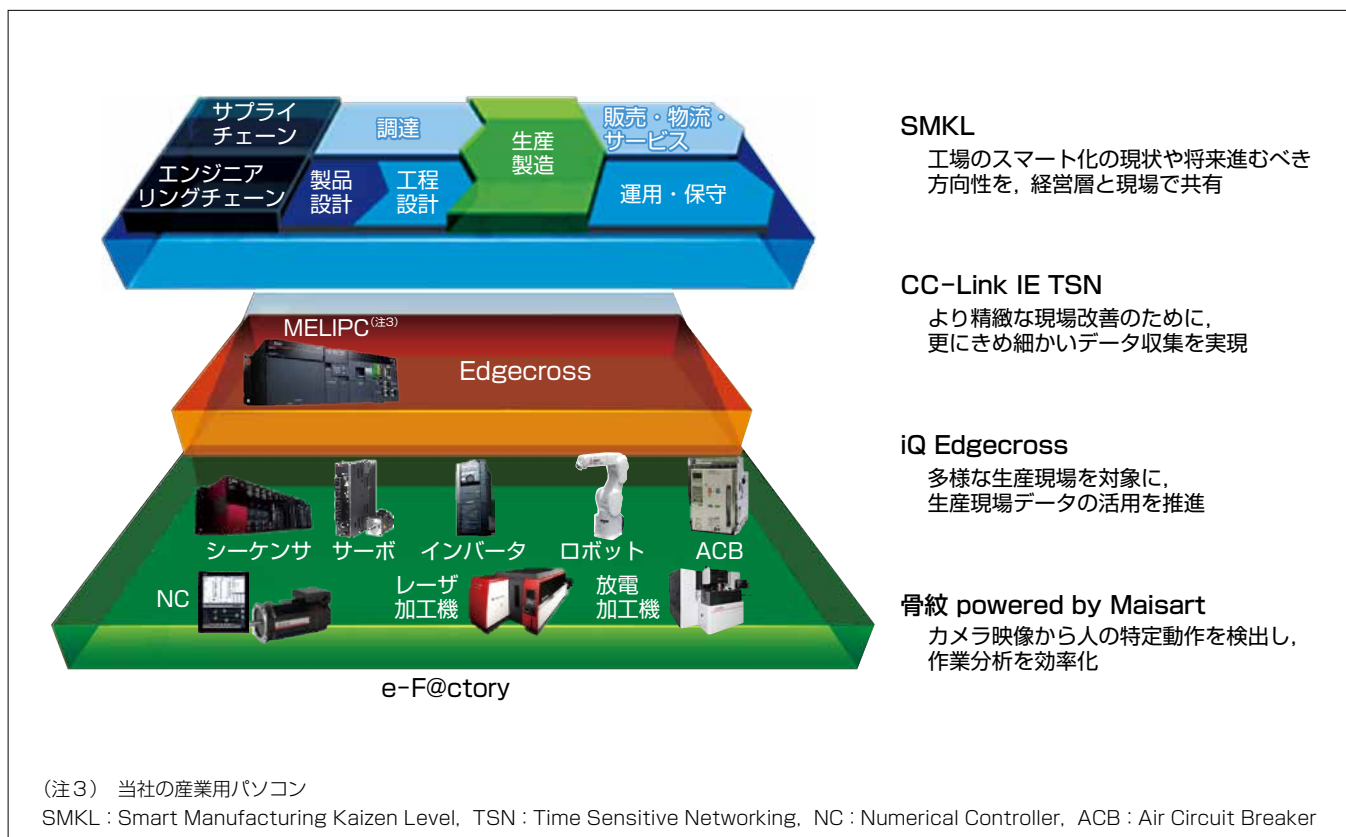 サプライ
チェーン
調達
生産
製造
販売・物流・
サービス
エンジニア
リングチェーン
製品
設計
工程
設計
運用・保守
MELIPC(注3)
Edgecross
シーケンサ
サーボ
インバータ
ロボット
ACB
NC
レーザ
加工機
放電
加工機
e-F@ctory
SMKL
工場のスマート化の現状や将来進むべき
方向性を，経営層と現場で共有
CC-Link IE TSN
より精緻な現場改善のために，
更にきめ細かいデータ収集を実現
iQ Edgecross
多様な生産現場を対象に，
生産現場データの活用を推進
骨紋 powered by Maisart
カメラ映像から人の特定動作を検出し，
作業分析を効率化
（注3） 当社の産業用パソコン
SMKL：Smart Manufacturing Kaizen Level, TSN：Time Sensitive Networking, NC：Numerical Controller, ACB：Air Circuit Breaker